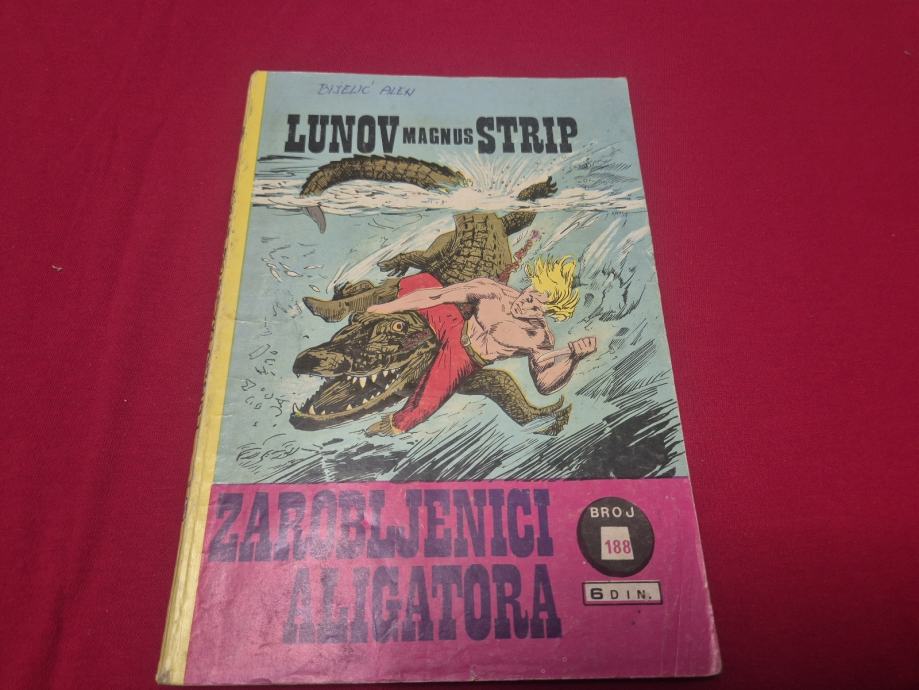 BIJELIĆ ALEN
LUNOV MAGNUS STRIP
ZAROBLJENICI
ALIGATORA
BROJ
188
6 DIN.